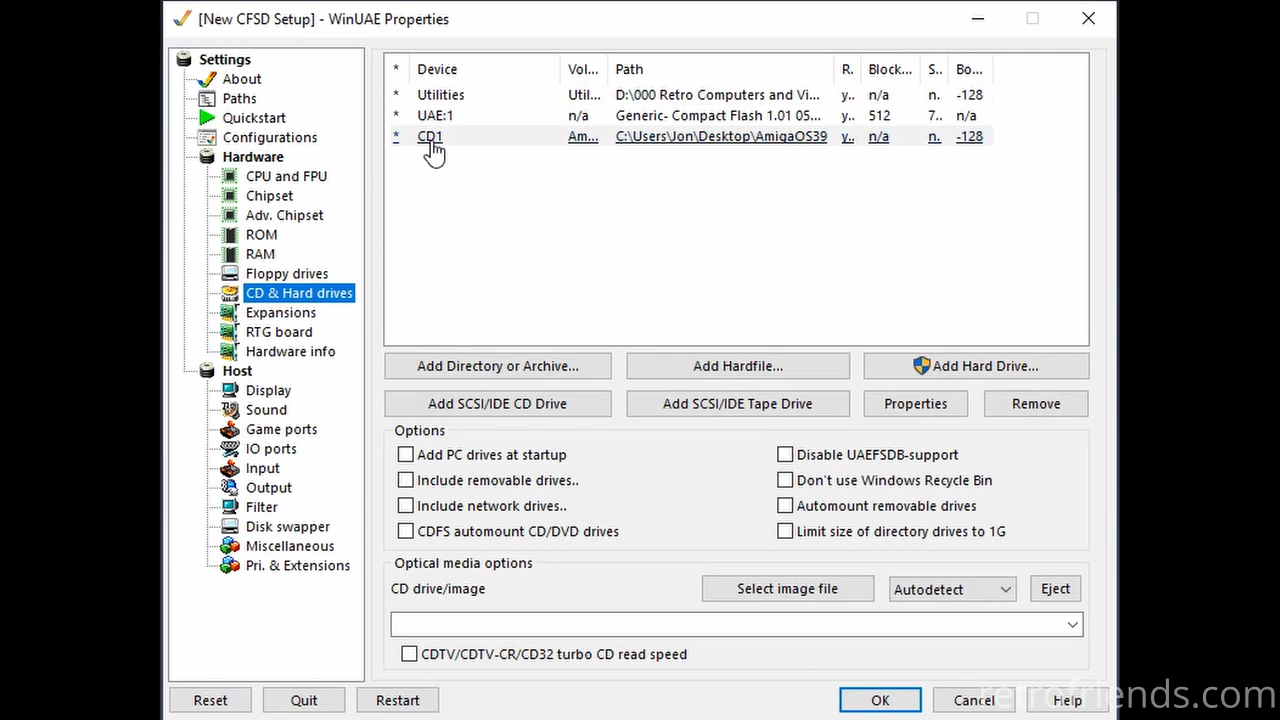 [New CFSD Setup] - WinUAE Properties
Settings
About
Paths
Quickstart
Configurations
Hardware
CPU and FPU
Chipset
Adv. Chipset
ROM
RAM
Floppy drives
CD & Hard drives
Expansions
RTG board
Hardware info
Host
Display
Sound
Game ports
IO ports
Input
Output
Filter
Disk swapper
Miscellaneous
Pri. & Extensions
* Device Vol... Path R. Block... S.. Bo...
* Utilities Util... D:\000 Retro Computers and Vi... y.. n/a n. -128
* UAE:1 n/a Generic- Compact Flash 1.01 05... y.. 512 7.. n/a
* CD1 Am... C:\Users\Jon\Desktop\AmigaOS39 y.. n/a n. -128
Add Directory or Archive... Add Hardfile... Add Hard Drive...
Add SCSI/IDE CD Drive Add SCSI/IDE Tape Drive Properties Remove
Options
Add PC drives at startup Disable UAEFSDB-support
Include removable drives.. Don't use Windows Recycle Bin
Include network drives.. Automount removable drives
CDFS automount CD/DVD drives Limit size of directory drives to 1G
Optical media options
CD drive/image Select image file Autodetect Eject
CDTV/CDTV-CR/CD32 turbo CD read speed
Reset Quit Restart OK Cancel Help
retrofriends.com